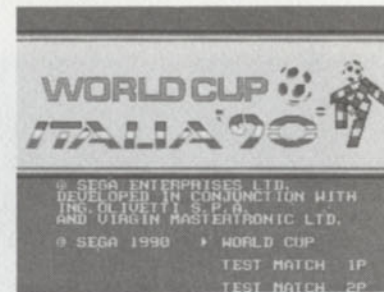 WORLD CUP
ITALIA '90
© SEGA ENTERPRISES LTD.
DEVELOPED IN CONJUNCTION WITH
ING.OLIVETTI S.P.A.
AND VIRGIN MASTERTRONIC LTD.
© SEGA 1990 WORLD CUP
TEST MATCH 1P
TEST MATCH 2P